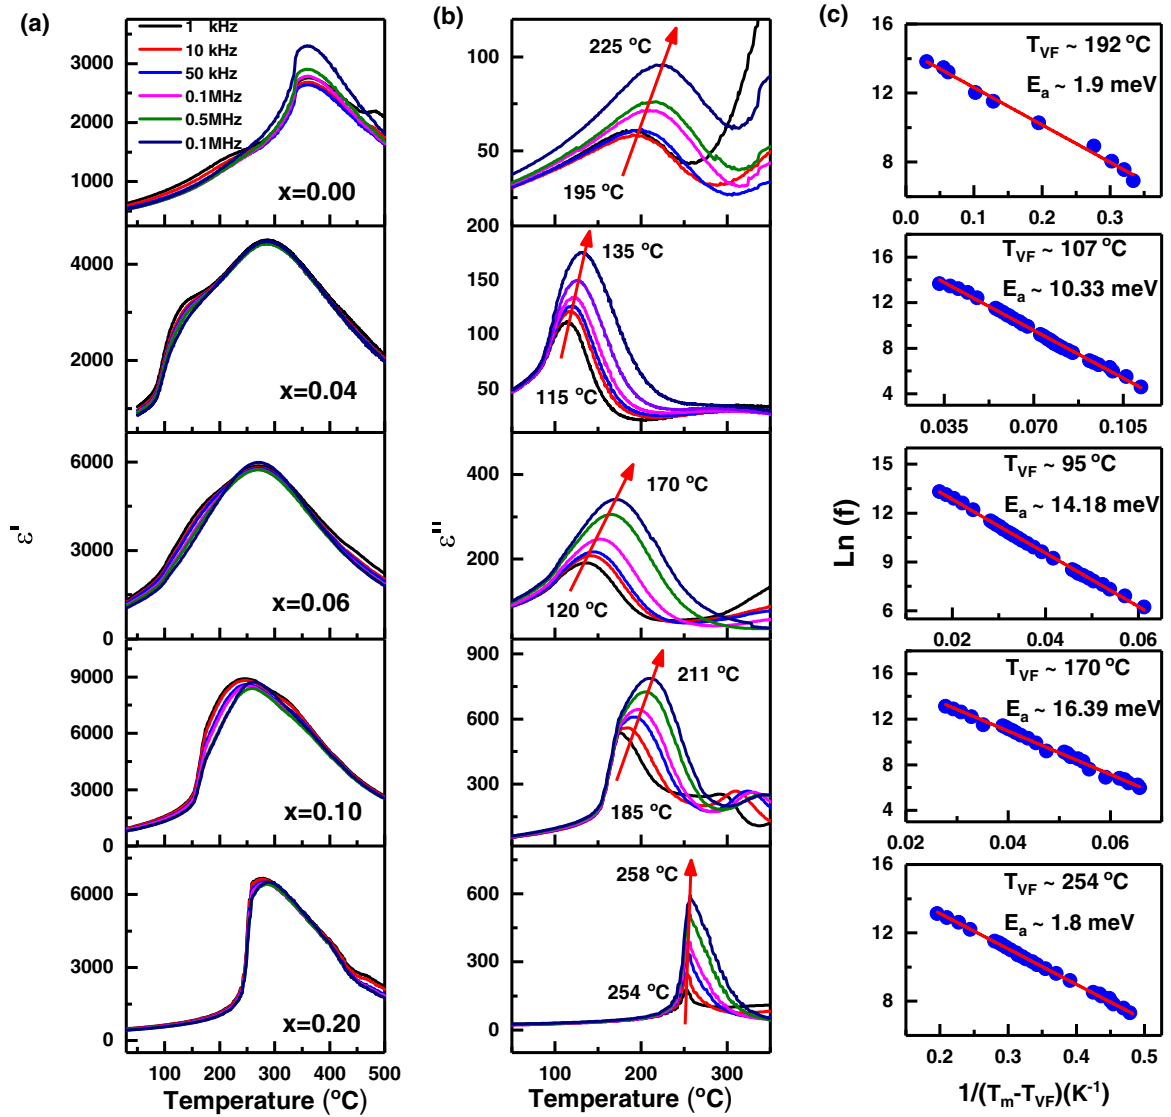 (a)
1 kHz
10 kHz
50 kHz
0.1MHz
0.5MHz
0.1MHz
3000
2000
1000
x=0.00
4000
2000
x=0.04
6000
3000
0
x=0.06
9000
6000
3000
0
x=0.10
6000
3000
0
x=0.20
100 200 300 400 500
ε'
Temperature (°C)
(b)
100
50
225 °C
195 °C
200
150
100
50
135 °C
115 °C
400
200
0
170 °C
120 °C
900
600
300
0
211 °C
185 °C
600
300
0
258 °C
254 °C
100 150 200 250 300 350
ε''
Temperature (°C)
(c)
16
12
8
T_VF ~ 192 °C
E_a ~ 1.9 meV
0.0 0.1 0.2 0.3
16
12
8
4
T_VF ~ 107 °C
E_a ~ 10.33 meV
0.035 0.070 0.105
15
12
9
6
T_VF ~ 95 °C
E_a ~ 14.18 meV
0.02 0.04 0.06
16
12
8
4
T_VF ~ 170 °C
E_a ~ 16.39 meV
0.02 0.04 0.06
16
12
8
T_VF ~ 254 °C
E_a ~ 1.8 meV
0.2 0.3 0.4 0.5
Ln (f)
1/(T_m-T_VF)(K⁻¹)